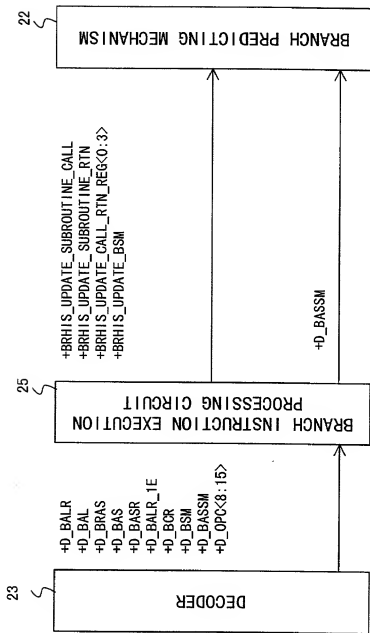 22
BRANCH PREDICTING MECHANISM
+BRHIS_UPDATE_SUBROUTINE_CALL
+BRHIS_UPDATE_SUBROUTINE_RTN
+BRHIS_UPDATE_CALL_RTN_REG<0:3>
+BRHIS_UPDATE_BSM
+D_BASSM
25
BRANCH INSTRUCTION EXECUTION
PROCESSING CIRCUIT
+D_BALR
+D_BAL
+D_BRAS
+D_BAS
+D_BASR
+D_BALR_1E
+D_BCR
+D_BSM
+D_BASSM
+D_OPC<8:15>
23
DECODER